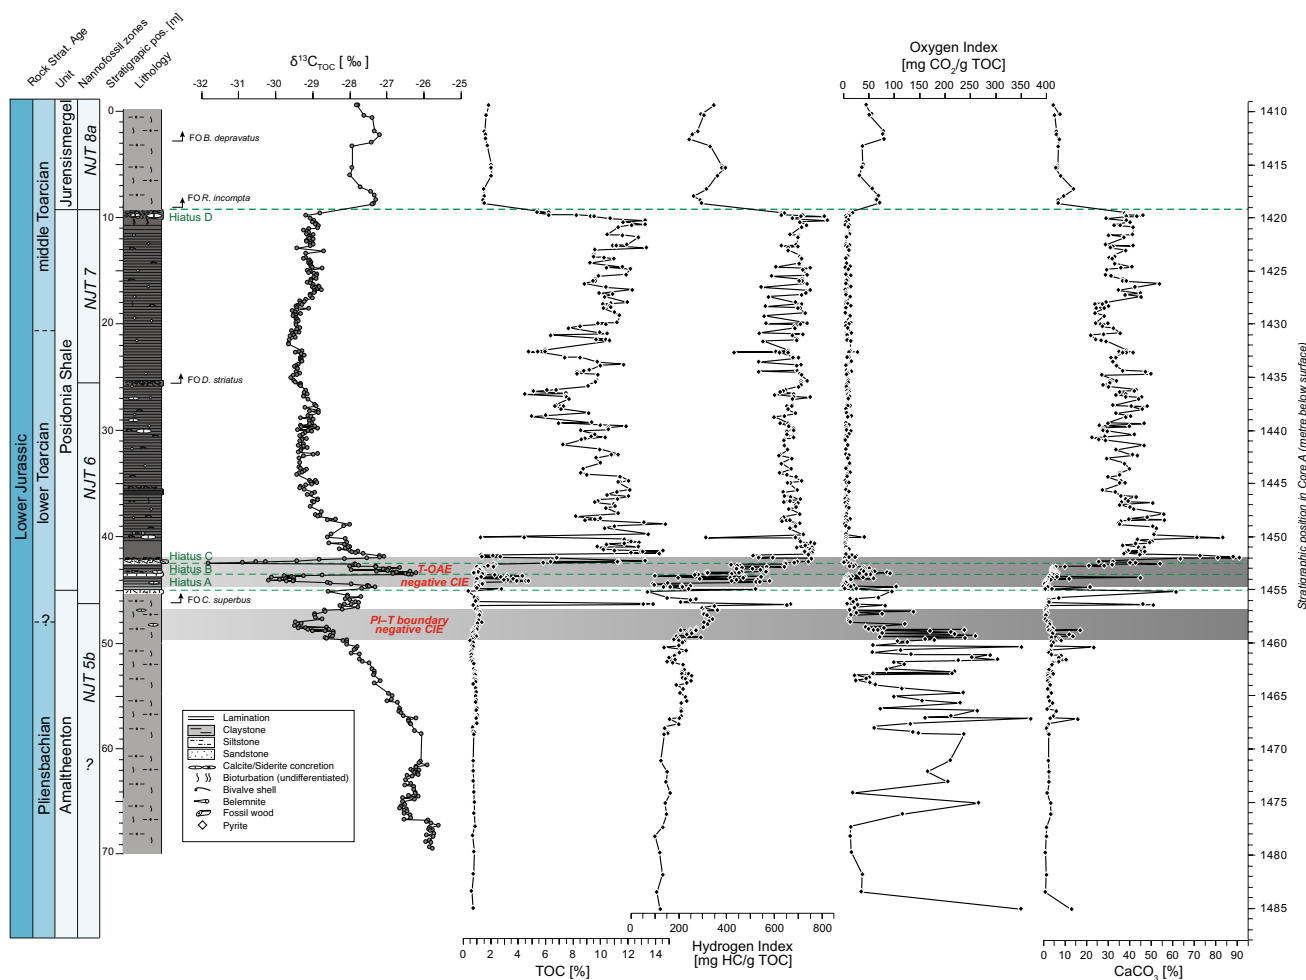 Rock Strat. Age
Unit
Nannofossil zones
Stratigrapic pos. [m]
Lithology
δ13CTOC [ ‰ ]
-32 -30 -29 -28 -27 -26 -25
Oxygen Index
[mg CO2/g TOC]
0 50 150 250 350 400
0 10 20 30 40 50 60 70 80 90
CaCO3 [%]
Lower Jurassic
middle Toarcian
lower Toarcian
-?-
Pliensbachian
Jurensismergel
Posidonia Shale
Amaltheenton
NJT 8a
NJT 7
NJT 6
NJT 5b
?
0
10
20
30
40
50
60
70
FO B. depravatus
FO R. incompta
Hiatus D
FO D. striatus
Hiatus C
Hiatus B
Hiatus A
T-OAE
negative CIE
FO C. superbus
Pl–T boundary
negative CIE
Lamination
Claystone
Siltstone
Sandstone
Calcite/Siderite concretion
Bioturbation (undifferentiated)
Bivalve shell
Belemnite
Fossil wood
Pyrite
0 2 4 6 8 10 12 14
TOC [%]
0 200 400 600 800
Hydrogen Index
[mg HC/g TOC]
1410
1415
1420
1425
1430
1435
1440
1445
1450
1455
1460
1465
1470
1475
1480
1485
Stratigraphic position in Core A (metre below surface)